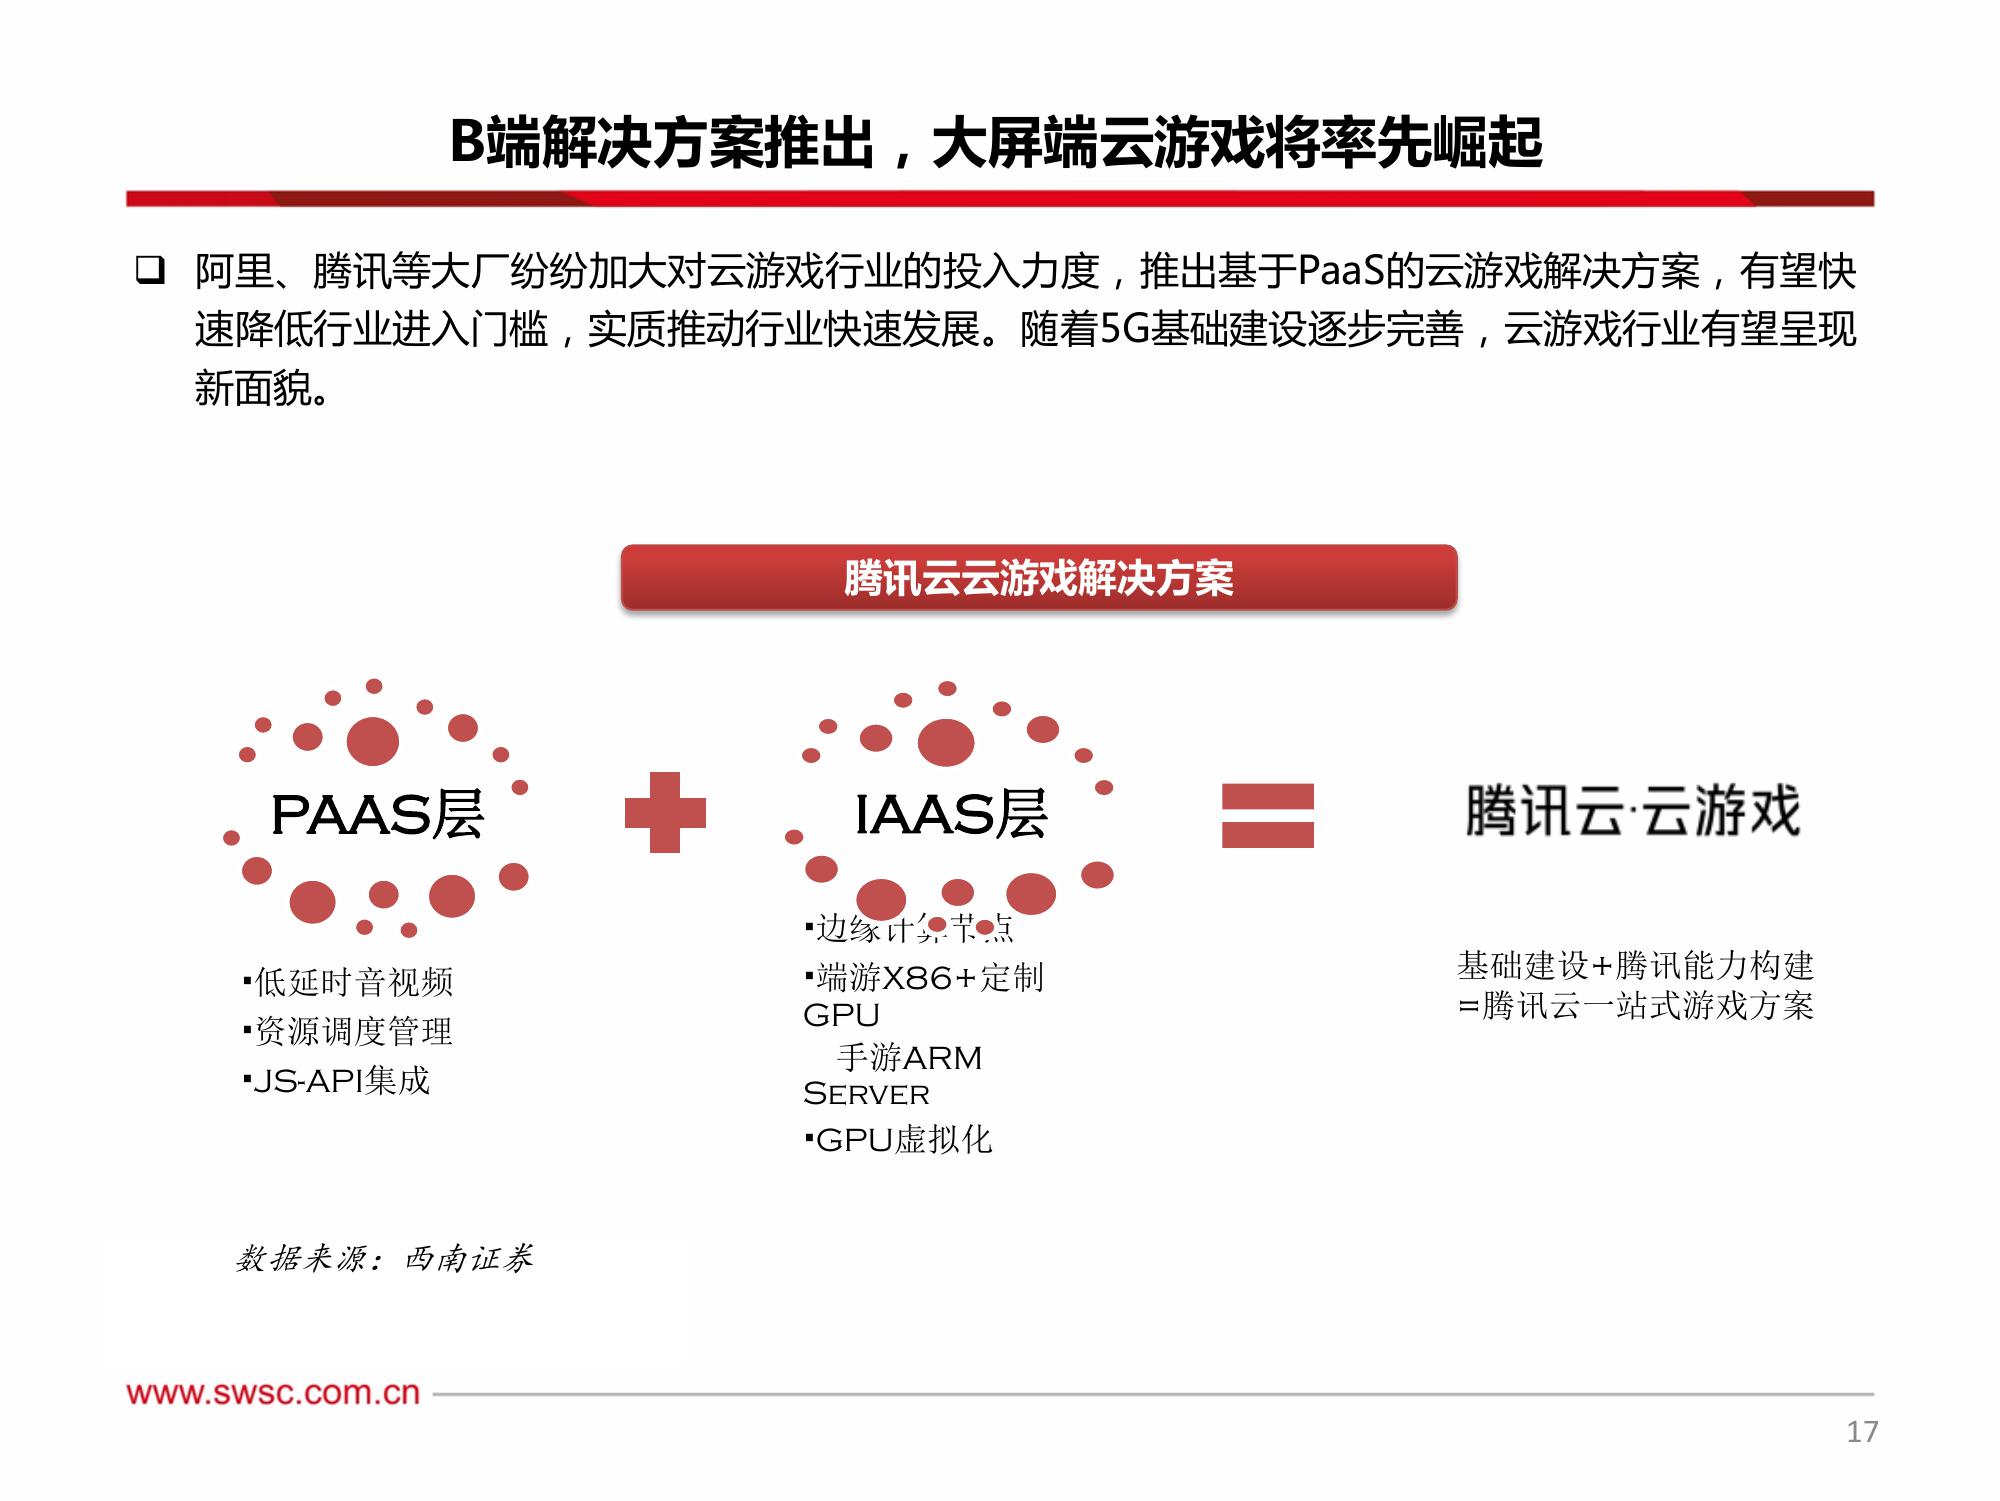 B端解决方案推出，大屏端云游戏将率先崛起
❑ 阿里、腾讯等大厂纷纷加大对云游戏行业的投入力度，推出基于PaaS的云游戏解决方案，有望快
速降低行业进入门槛，实质推动行业快速发展。随着5G基础建设逐步完善，云游戏行业有望呈现
新面貌。
腾讯云云游戏解决方案
PAAS层
▪低延时音视频
▪资源调度管理
▪JS-API集成
IAAS层
▪边缘计算节点
▪端游X86+定制
GPU
手游ARM
SERVER
▪GPU虚拟化
腾讯云·云游戏
基础建设+腾讯能力构建
=腾讯云一站式游戏方案
数据来源：西南证券
www.swsc.com.cn
17